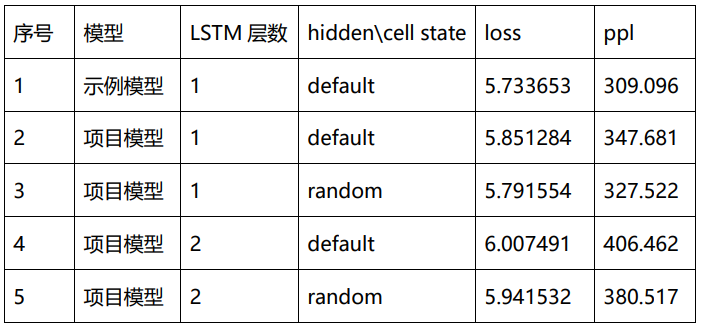 序号 模型 LSTM 层数 hidden\cell state loss ppl
1 示例模型 1 default 5.733653 309.096
2 项目模型 1 default 5.851284 347.681
3 项目模型 1 random 5.791554 327.522
4 项目模型 2 default 6.007491 406.462
5 项目模型 2 random 5.941532 380.517